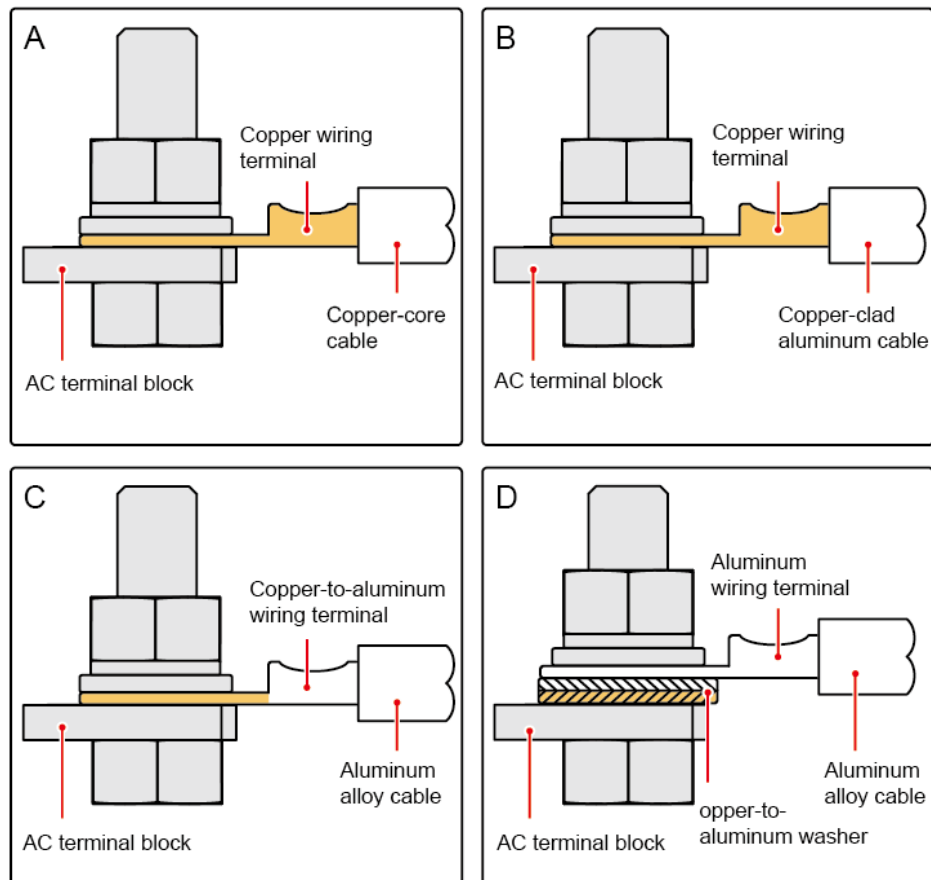 A
Copper wiring
terminal
Copper-core
cable
AC terminal block
B
Copper wiring
terminal
Copper-clad
aluminum cable
AC terminal block
C
Copper-to-aluminum
wiring terminal
Aluminum
alloy cable
AC terminal block
D
Aluminum
wiring terminal
Aluminum
alloy cable
opper-to-
aluminum washer
AC terminal block